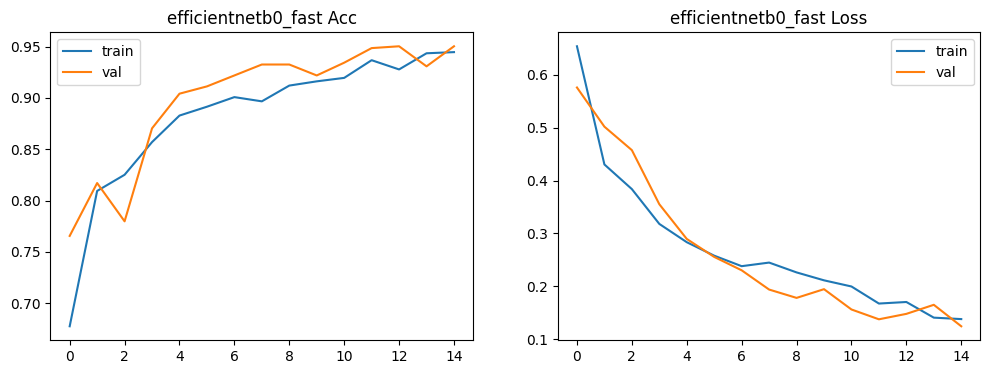 efficientnetb0_fast Acc
train
val
0.95
0.90
0.85
0.80
0.75
0.70
0 2 4 6 8 10 12 14
efficientnetb0_fast Loss
train
val
0.6
0.5
0.4
0.3
0.2
0.1
0 2 4 6 8 10 12 14